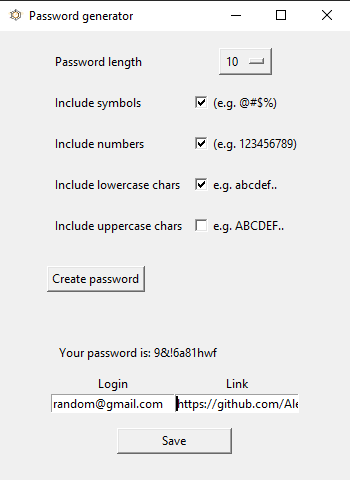 Password generator
Password length 10
Include symbols (e.g. @#$%)
Include numbers (e.g. 123456789)
Include lowercase chars e.g. abcdef..
Include uppercase chars e.g. ABCDEF..
Create password
Your password is: 9&!6a81hwf
Login Link
random@gmail.com https://github.com/Ale
Save